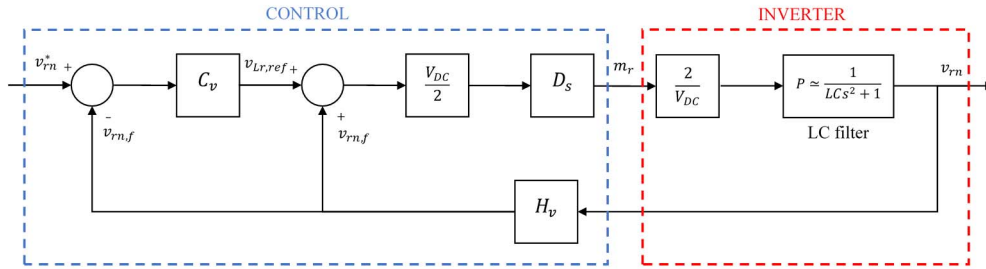 CONTROL
INVERTER
v*rn +
−
vrn,f
Cv
vLr,ref +
+
vrn,f
VDC
2
Ds
mr
2
VDC
P ≃ 1
LCs² + 1
LC filter
vrn
Hv